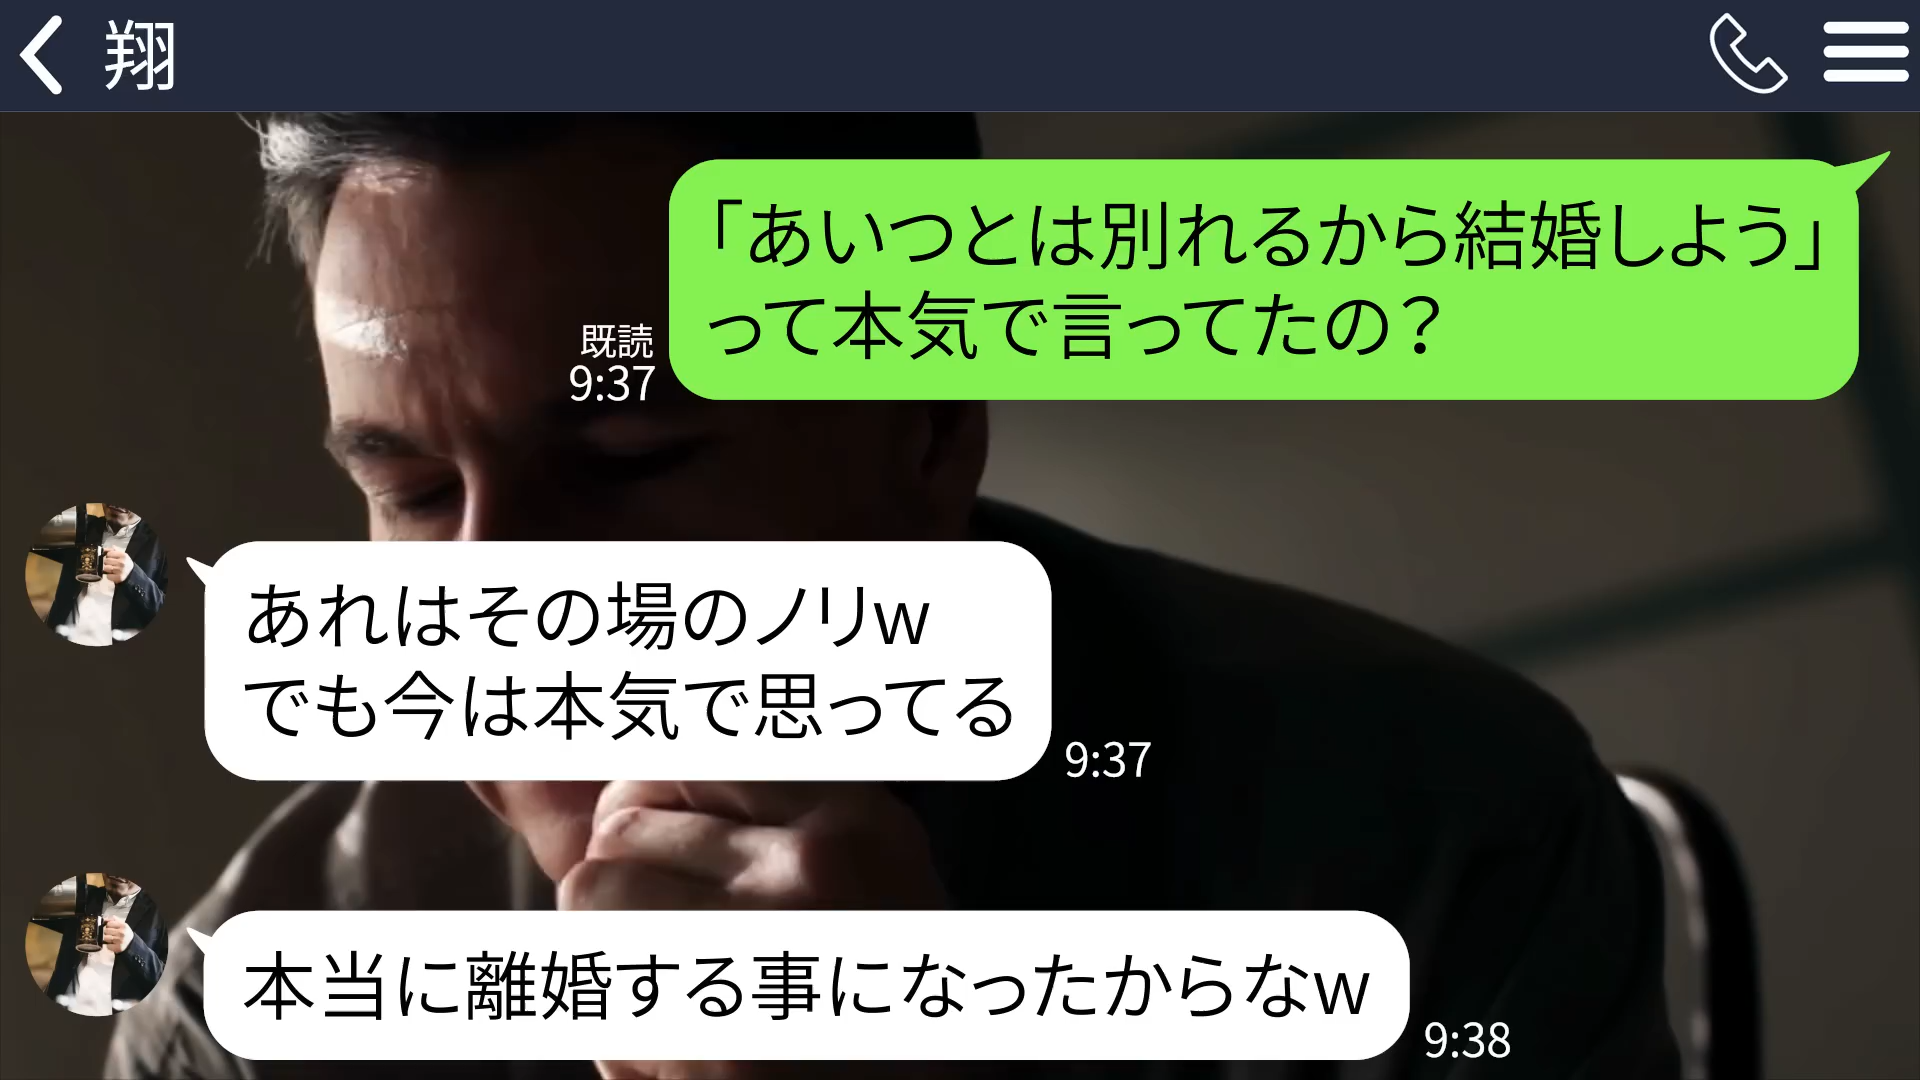 翔
「あいつとは別れるから結婚しよう」
って本気で言ってたの？
既読
9:37
あれはその場のノリw
でも今は本気で思ってる
9:37
本当に離婚する事になったからなw
9:38